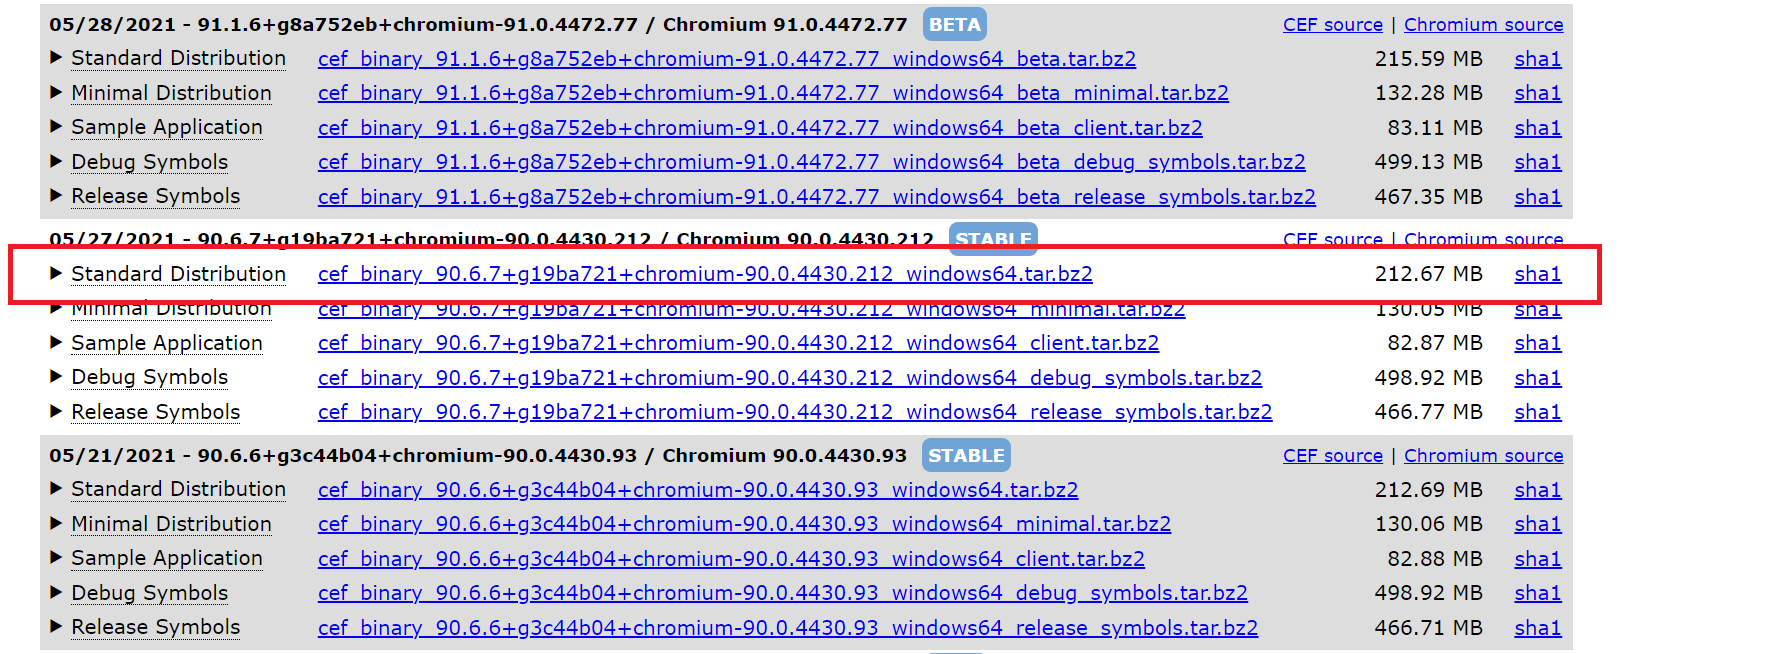 05/28/2021 - 91.1.6+g8a752eb+chromium-91.0.4472.77 / Chromium 91.0.4472.77 BETA CEF source | Chromium source
Standard Distribution cef_binary_91.1.6+g8a752eb+chromium-91.0.4472.77_windows64_beta.tar.bz2 215.59 MB sha1
Minimal Distribution cef_binary_91.1.6+g8a752eb+chromium-91.0.4472.77_windows64_beta_minimal.tar.bz2 132.28 MB sha1
Sample Application cef_binary_91.1.6+g8a752eb+chromium-91.0.4472.77_windows64_beta_client.tar.bz2 83.11 MB sha1
Debug Symbols cef_binary_91.1.6+g8a752eb+chromium-91.0.4472.77_windows64_beta_debug_symbols.tar.bz2 499.13 MB sha1
Release Symbols cef_binary_91.1.6+g8a752eb+chromium-91.0.4472.77_windows64_beta_release_symbols.tar.bz2 467.35 MB sha1
05/27/2021 - 90.6.7+g19ba721+chromium-90.0.4430.212 / Chromium 90.0.4430.212 STABLE CEF source | Chromium source
Standard Distribution cef_binary_90.6.7+g19ba721+chromium-90.0.4430.212_windows64.tar.bz2 212.67 MB sha1
Minimal Distribution cef_binary_90.6.7+g19ba721+chromium-90.0.4430.212_windows64_minimal.tar.bz2 130.05 MB sha1
Sample Application cef_binary_90.6.7+g19ba721+chromium-90.0.4430.212_windows64_client.tar.bz2 82.87 MB sha1
Debug Symbols cef_binary_90.6.7+g19ba721+chromium-90.0.4430.212_windows64_debug_symbols.tar.bz2 498.92 MB sha1
Release Symbols cef_binary_90.6.7+g19ba721+chromium-90.0.4430.212_windows64_release_symbols.tar.bz2 466.77 MB sha1
05/21/2021 - 90.6.6+g3c44b04+chromium-90.0.4430.93 / Chromium 90.0.4430.93 STABLE CEF source | Chromium source
Standard Distribution cef_binary_90.6.6+g3c44b04+chromium-90.0.4430.93_windows64.tar.bz2 212.69 MB sha1
Minimal Distribution cef_binary_90.6.6+g3c44b04+chromium-90.0.4430.93_windows64_minimal.tar.bz2 130.06 MB sha1
Sample Application cef_binary_90.6.6+g3c44b04+chromium-90.0.4430.93_windows64_client.tar.bz2 82.88 MB sha1
Debug Symbols cef_binary_90.6.6+g3c44b04+chromium-90.0.4430.93_windows64_debug_symbols.tar.bz2 498.92 MB sha1
Release Symbols cef_binary_90.6.6+g3c44b04+chromium-90.0.4430.93_windows64_release_symbols.tar.bz2 466.71 MB sha1